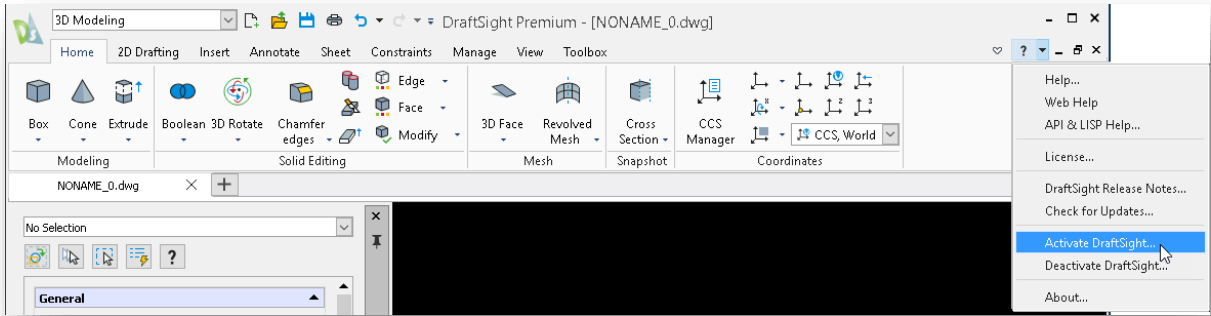 3D Modeling
DraftSight Premium - [NONAME_0.dwg]
Home 2D Drafting Insert Annotate Sheet Constraints Manage View Toolbox
?
Box Cone Extrude Boolean 3D Rotate Chamfer edges Edge Face Modify 3D Face Revolved Mesh Cross Section CCS Manager CCS, World
Modeling Solid Editing Mesh Snapshot Coordinates
NONAME_0.dwg
No Selection
?
General
Help...
Web Help
API & LISP Help...
License...
DraftSight Release Notes...
Check for Updates...
Activate DraftSight...
Deactivate DraftSight...
About...